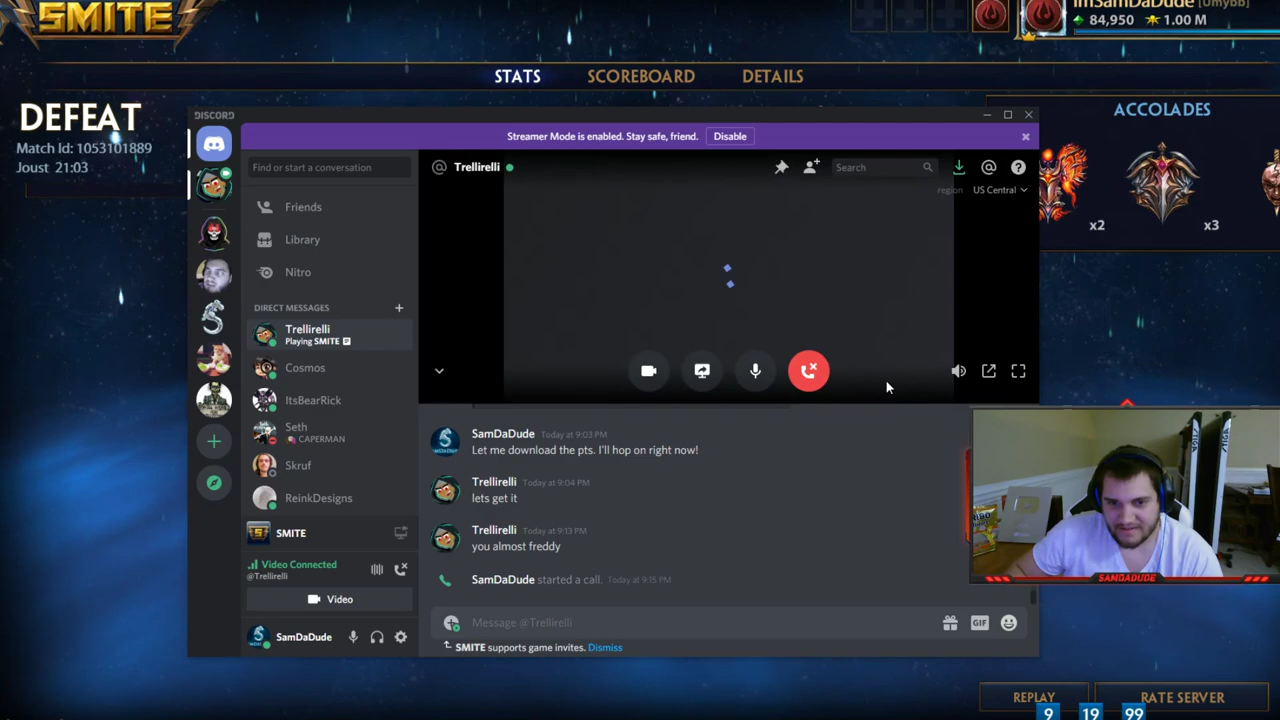 SMITE
ImSamDaDude [Umybb]
84,950 1.00 M
STATS
SCOREBOARD
DETAILS
DEFEAT
Match Id: 1053101889
Joust 21:03
ACCOLADES
x2
x3
DISCORD
Streamer Mode is enabled. Stay safe, friend.
Disable
Find or start a conversation
Trellirelli
Search
region
US Central
Friends
Library
Nitro
DIRECT MESSAGES
Trellirelli
Playing SMITE
Cosmos
ItsBearRick
Seth
CAPERMAN
Skruf
ReinkDesigns
SMITE
Video Connected
@Trellirelli
Video
SamDaDude
SamDaDude Today at 9:03 PM
Let me download the pts. I'll hop on right now!
Trellirelli Today at 9:04 PM
lets get it
Trellirelli Today at 9:13 PM
you almost freddy
SamDaDude started a call. Today at 9:15 PM
Message @Trellirelli
GIF
SMITE supports game invites. Dismiss
SAMDADUDE
REPLAY
RATE SERVER
9
19
99